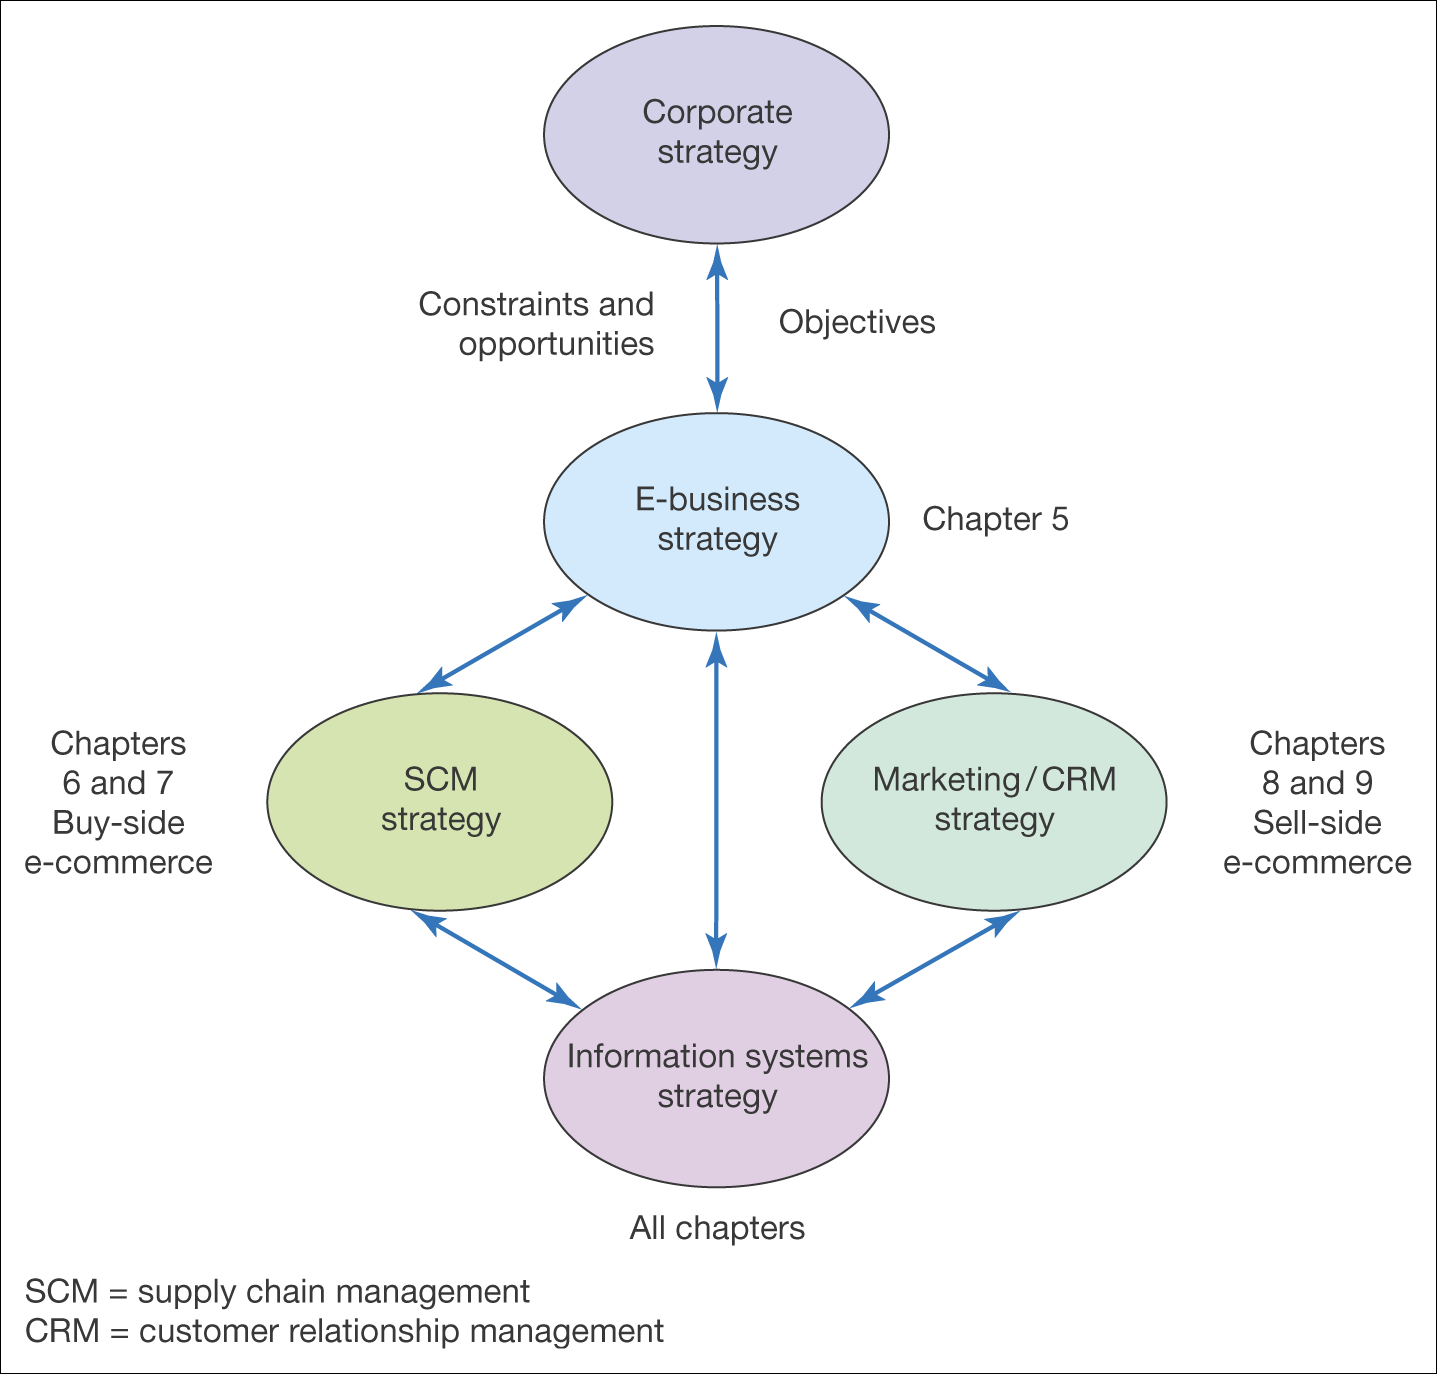 Corporate
strategy
Constraints and
opportunities
Objectives
E-business
strategy
Chapter 5
Chapters
6 and 7
Buy-side
e-commerce
SCM
strategy
Marketing/CRM
strategy
Chapters
8 and 9
Sell-side
e-commerce
Information systems
strategy
All chapters
SCM = supply chain management
CRM = customer relationship management